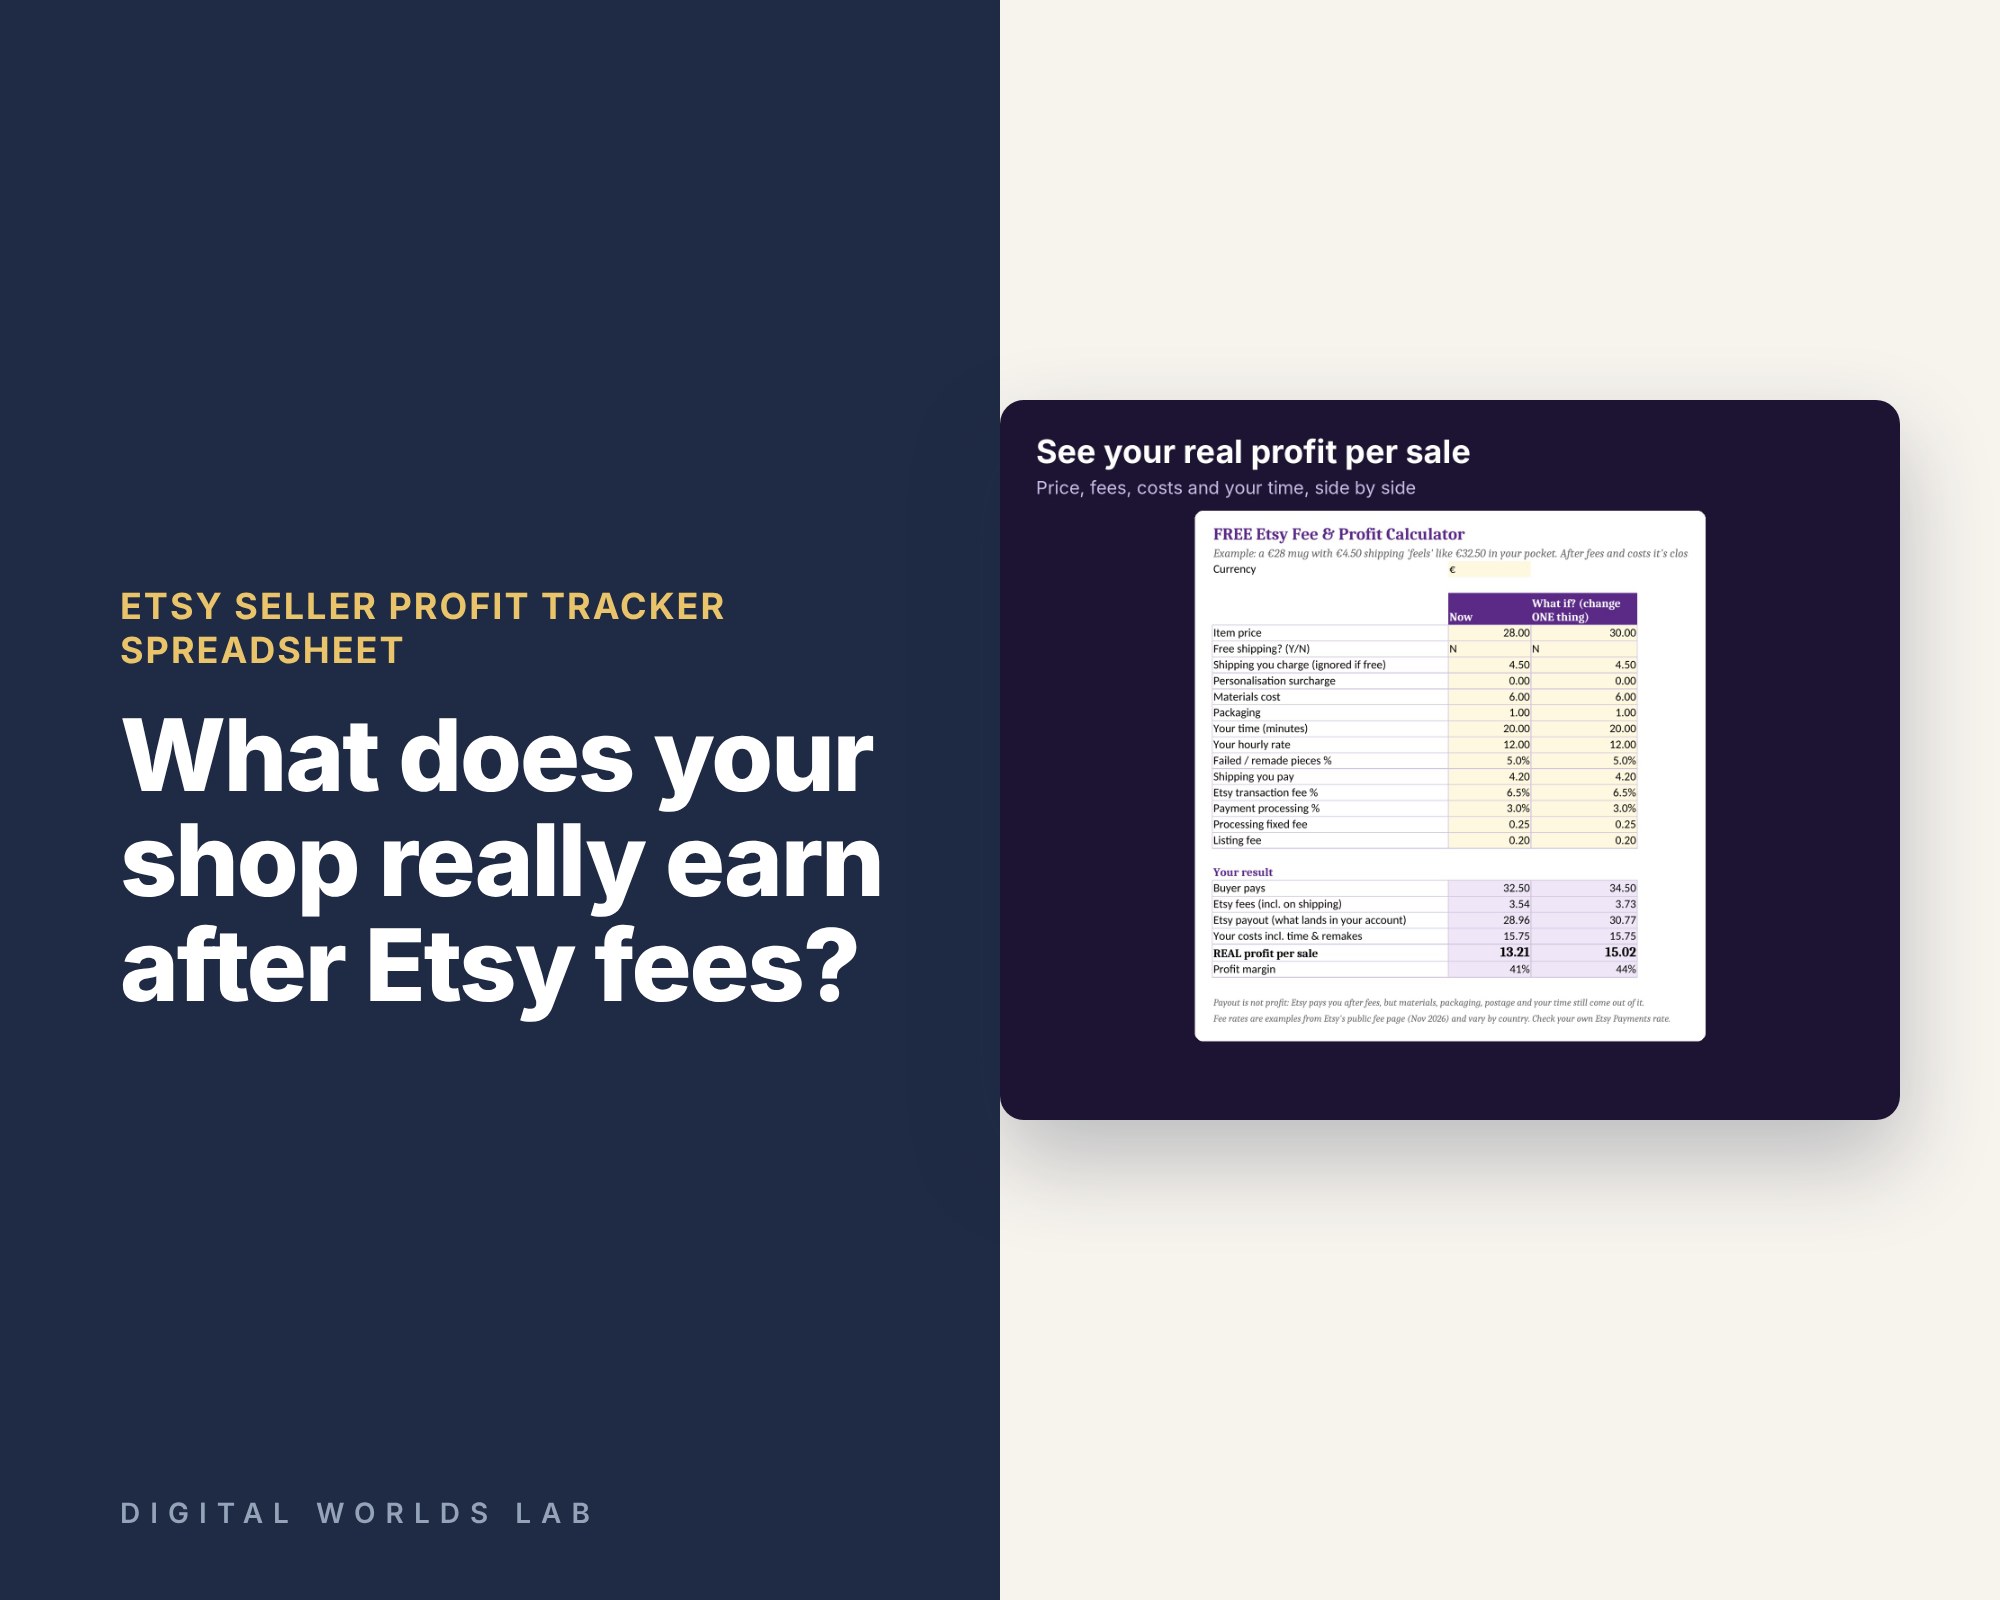 ETSY SELLER PROFIT TRACKER
SPREADSHEET
What does your
shop really earn
after Etsy fees?
DIGITAL WORLDS LAB
See your real profit per sale
Price, fees, costs and your time, side by side
FREE Etsy Fee & Profit Calculator
Example: a €28 mug with €4.50 shipping 'feels' like €32.50 in your pocket. After fees and costs it's clos
Currency €
Now What if? (change ONE thing)
Item price 28.00 30.00
Free shipping? (Y/N) N N
Shipping you charge (ignored if free) 4.50 4.50
Personalisation surcharge 0.00 0.00
Materials cost 6.00 6.00
Packaging 1.00 1.00
Your time (minutes) 20.00 20.00
Your hourly rate 12.00 12.00
Failed / remade pieces % 5.0% 5.0%
Shipping you pay 4.20 4.20
Etsy transaction fee % 6.5% 6.5%
Payment processing % 3.0% 3.0%
Processing fixed fee 0.25 0.25
Listing fee 0.20 0.20
Your result
Buyer pays 32.50 34.50
Etsy fees (incl. on shipping) 3.54 3.73
Etsy payout (what lands in your account) 28.96 30.77
Your costs incl. time & remakes 15.75 15.75
REAL profit per sale 13.21 15.02
Profit margin 41% 44%
Payout is not profit: Etsy pays you after fees, but materials, packaging, postage and your time still come out of it.
Fee rates are examples from Etsy's public fee page (Nov 2026) and vary by country. Check your own Etsy Payments rate.